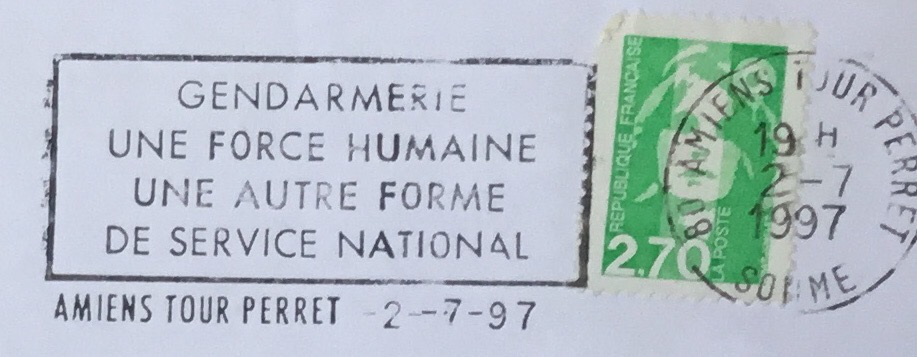 GENDARMERIE
UNE FORCE HUMAINE
UNE AUTRE FORME
DE SERVICE NATIONAL
AMIENS TOUR PERRET -2-7-97
RÉPUBLIQUE FRANÇAISE
2.70
LA POSTE
80 AMIENS TOUR PERRET
19 H
2-7
1997
SOMME